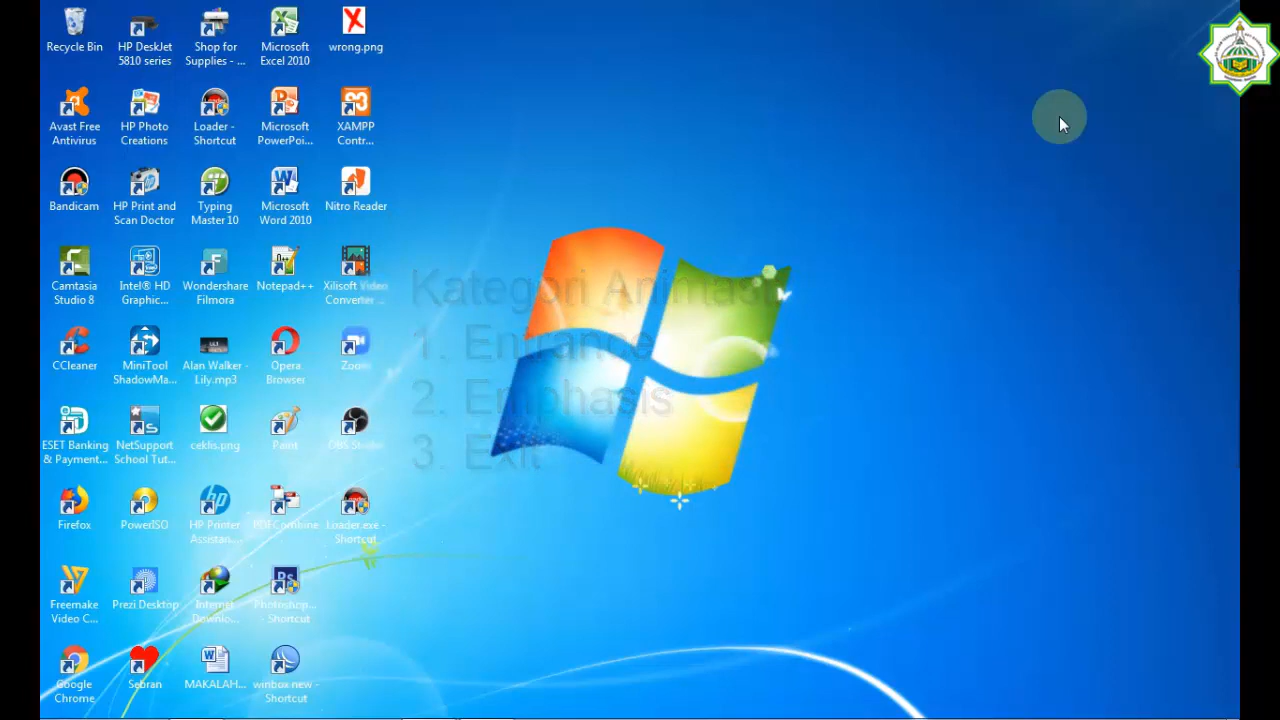 Recycle Bin
HP DeskJet
5810 series
Shop for
Supplies - ...
Microsoft
Excel 2010
wrong.png
Avast Free
Antivirus
HP Photo
Creations
Loader -
Shortcut
Microsoft
PowerPoi...
XAMPP
Contr...
Bandicam
HP Print and
Scan Doctor
Typing
Master 10
Microsoft
Word 2010
Nitro Reader
Camtasia
Studio 8
Intel® HD
Graphic...
Wondershare
Filmora
Notepad++
Xilisoft Video
Converter ...
CCleaner
MiniTool
ShadowMa...
Alan Walker -
Lily.mp3
Opera
Browser
Zoom
ESET Banking
& Payment...
NetSupport
School Tut...
ceklis.png
Paint
OBS Studio
Firefox
PowerISO
HP Printer
Assistan...
PDFCombine
Loader.exe -
Shortcut
Freemake
Video C...
Prezi Desktop
Internet
Downlo...
Photoshop...
- Shortcut
Google
Chrome
Sebran
MAKALAH...
winbox new -
Shortcut
Kategori Animasi
1. Entrance
2. Emphasis
3. Exit